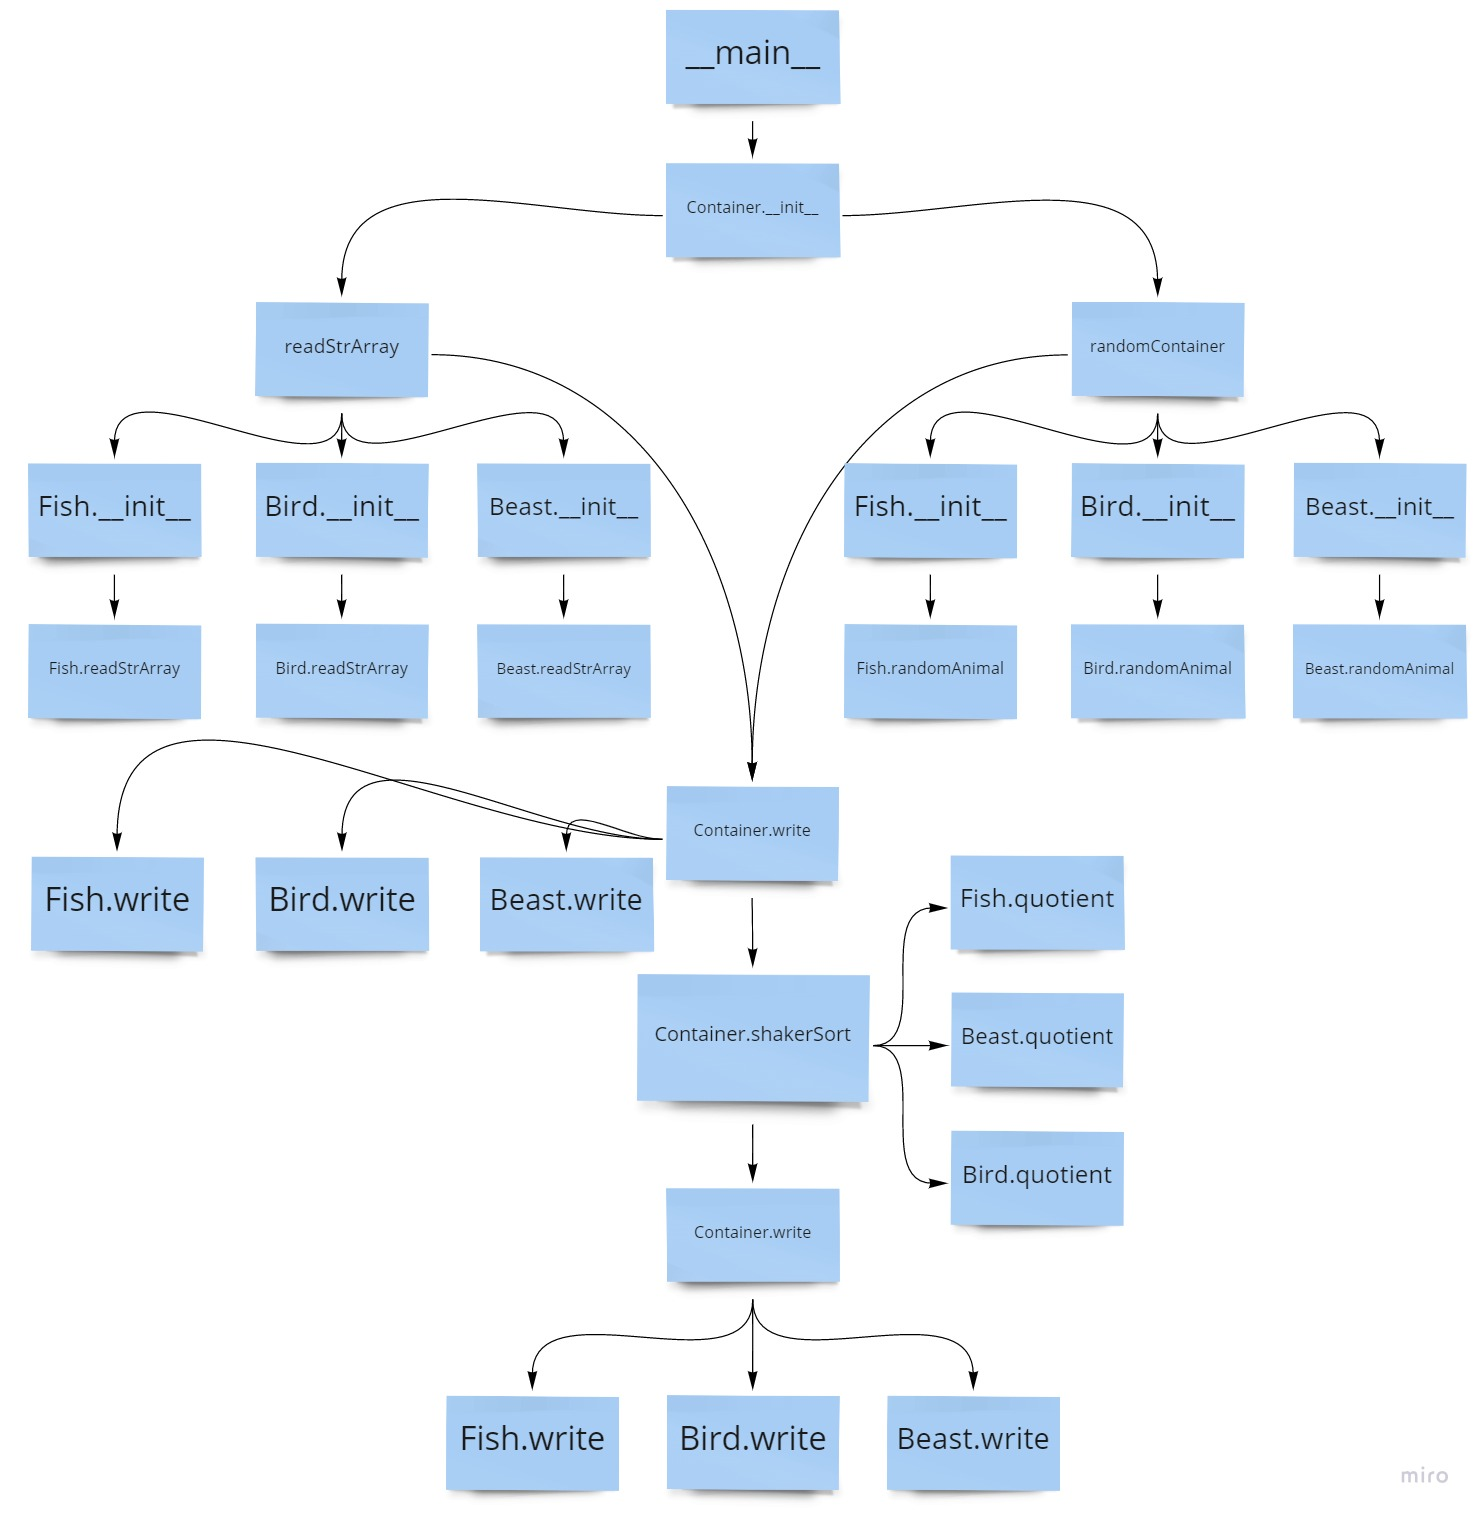 __main__
Container.__init__
readStrArray
randomContainer
Fish.__init__
Bird.__init__
Beast.__init__
Fish.__init__
Bird.__init__
Beast.__init__
Fish.readStrArray
Bird.readStrArray
Beast.readStrArray
Fish.randomAnimal
Bird.randomAnimal
Beast.randomAnimal
Container.write
Fish.write
Bird.write
Beast.write
Fish.quotient
Container.shakerSort
Beast.quotient
Bird.quotient
Container.write
Fish.write
Bird.write
Beast.write
miro